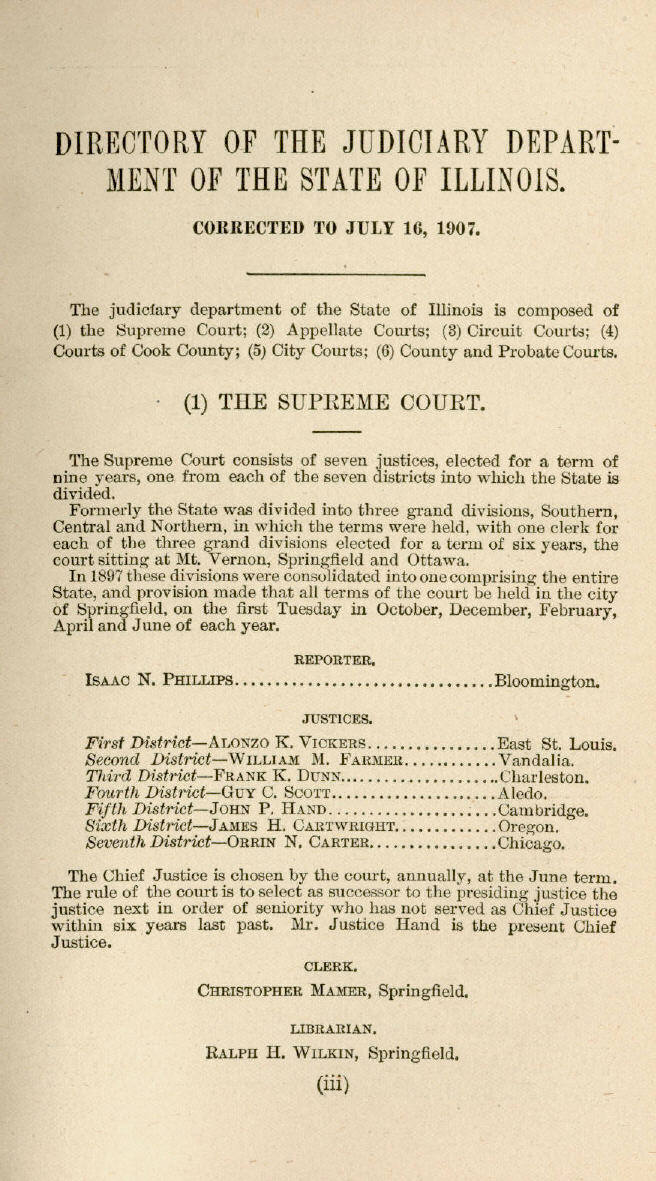 DIRECTORY OF THE JUDICIARY DEPART-
MENT OF THE STATE OF ILLINOIS.
CORRECTED TO JULY 16, 1907.
The judiciary department of the State of Illinois is composed of
(1) the Supreme Court; (2) Appellate Courts; (3) Circuit Courts; (4)
Courts of Cook County; (5) City Courts; (6) County and Probate Courts.
(1) THE SUPREME COURT.
The Supreme Court consists of seven justices, elected for a term of
nine years, one from each of the seven districts into which the State is
divided.
Formerly the State was divided into three grand divisions, Southern,
Central and Northern, in which the terms were held, with one clerk for
each of the three grand divisions elected for a term of six years, the
court sitting at Mt. Vernon, Springfield and Ottawa.
In 1897 these divisions were consolidated into one comprising the entire
State, and provision made that all terms of the court be held in the city
of Springfield, on the first Tuesday in October, December, February,
April and June of each year.
REPORTER.
ISAAC N. PHILLIPS................................Bloomington.
JUSTICES.
First District—ALONZO K. VICKERS................East St. Louis.
Second District—WILLIAM M. FARMER............Vandalia.
Third District—FRANK K. DUNN....................Charleston.
Fourth District—GUY C. SCOTT.....................Aledo.
Fifth District—JOHN P. HAND......................Cambridge.
Sixth District—JAMES H. CARTWRIGHT.............Oregon.
Seventh District—ORRIN N. CARTER................Chicago.
The Chief Justice is chosen by the court, annually, at the June term.
The rule of the court is to select as successor to the presiding justice the
justice next in order of seniority who has not served as Chief Justice
within six years last past. Mr. Justice Hand is the present Chief
Justice.
CLERK.
CHRISTOPHER MAMER, Springfield.
LIBRARIAN.
RALPH H. WILKIN, Springfield.
(iii)